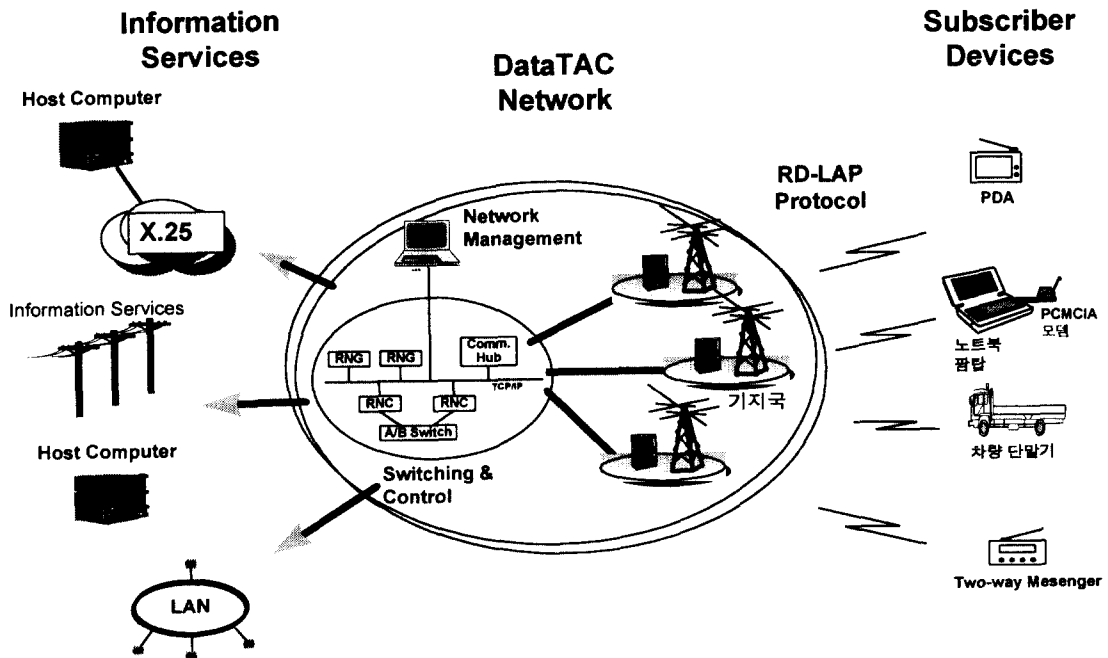 Information
Services
DataTAC
Network
Subscriber
Devices
Host Computer
X.25
Information Services
Host Computer
LAN
Network
Management
RNG
RNG
Comm.
Hub
TCP/IP
RNC
RNC
A/B Switch
Switching &
Control
기지국
RD-LAP
Protocol
PDA
PCMCIA
모뎀
노트북
팜탑
차량 단말기
Two-way Mesenger